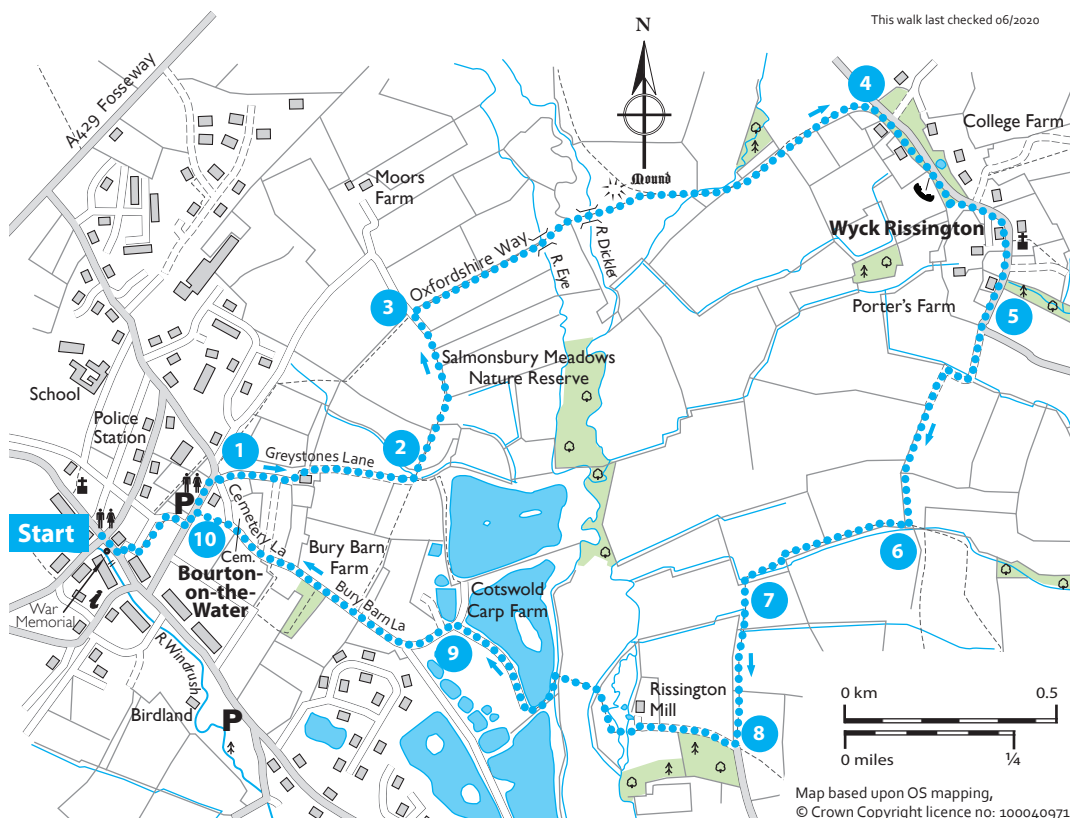 This walk last checked 06/2020
N
A429 Fosseway
4
College Farm
Moors
Farm
Mound
Wyck Rissington
Oxfordshire Way
R. Dickler
R. Eye
3
Porter's Farm
5
Salmonsbury Meadows
Nature Reserve
School
Police
Station
1
Greystones Lane
2
P
Start
10
Cemetery La
Cem.
6
Bourton-
on-the-
Water
Bury Barn
Farm
Bury Barn La
Cotswold
Carp Farm
7
i
War
Memorial
9
R Windrush
Birdland
P
Rissington
Mill
8
0 km
0.5
0 miles
¼
Map based upon OS mapping,
© Crown Copyright licence no: 100040971